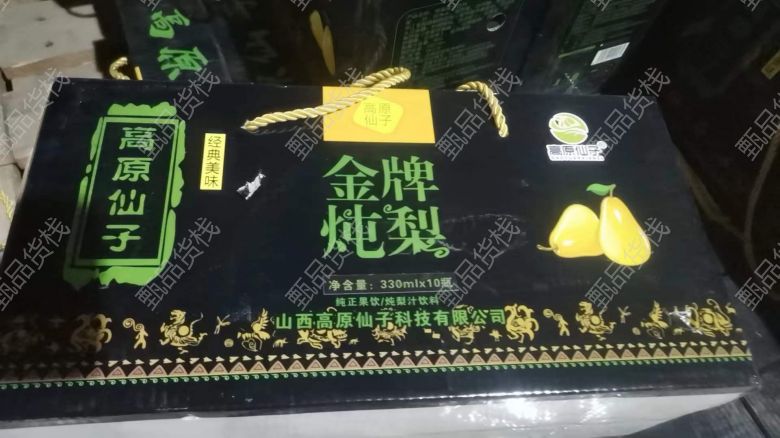 高原
高原仙子
经典美味
高原
仙子
金牌
炖梨
净含量：330mlx10瓶
纯正果饮/炖梨汁饮料
山西高原仙子科技有限公司
高原仙子
甄品货栈